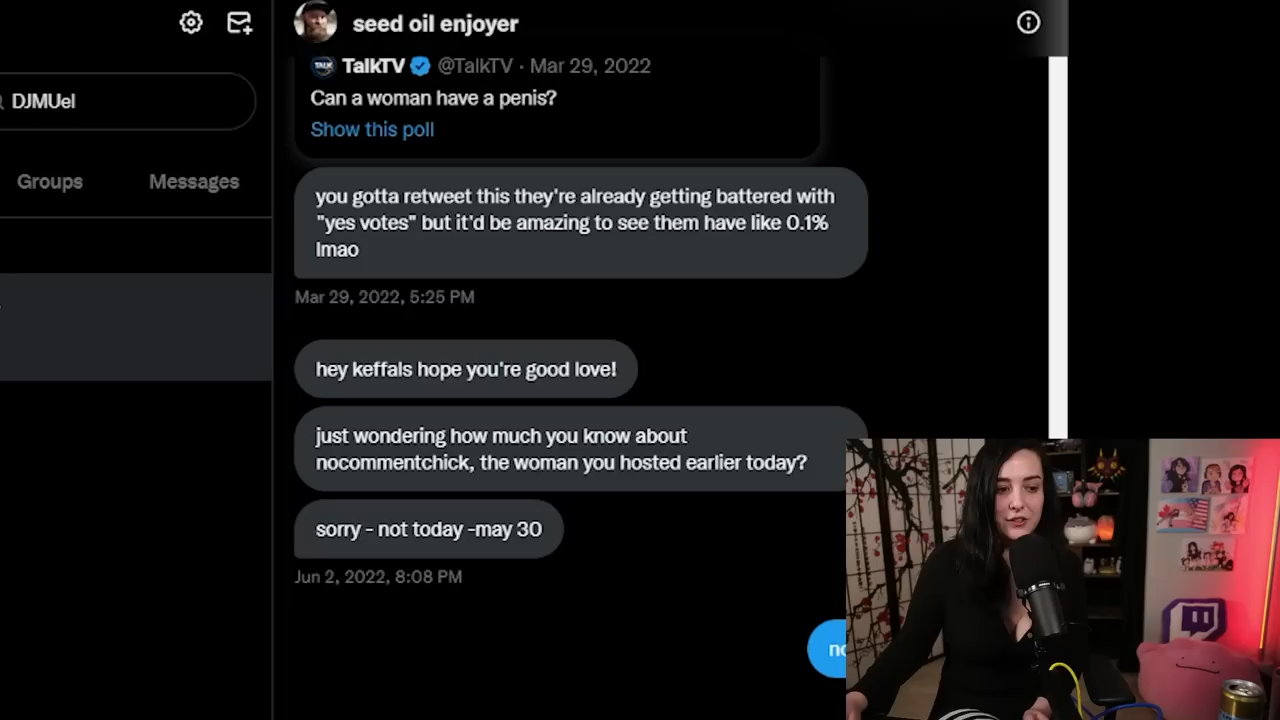 seed oil enjoyer
DJMUel
TalkTV @TalkTV · Mar 29, 2022
Can a woman have a penis?
Show this poll
Groups Messages
you gotta retweet this they're already getting battered with
"yes votes" but it'd be amazing to see them have like 0.1%
lmao
Mar 29, 2022, 5:25 PM
hey keffals hope you're good love!
just wondering how much you know about
nocommentchick, the woman you hosted earlier today?
sorry - not today -may 30
Jun 2, 2022, 8:08 PM